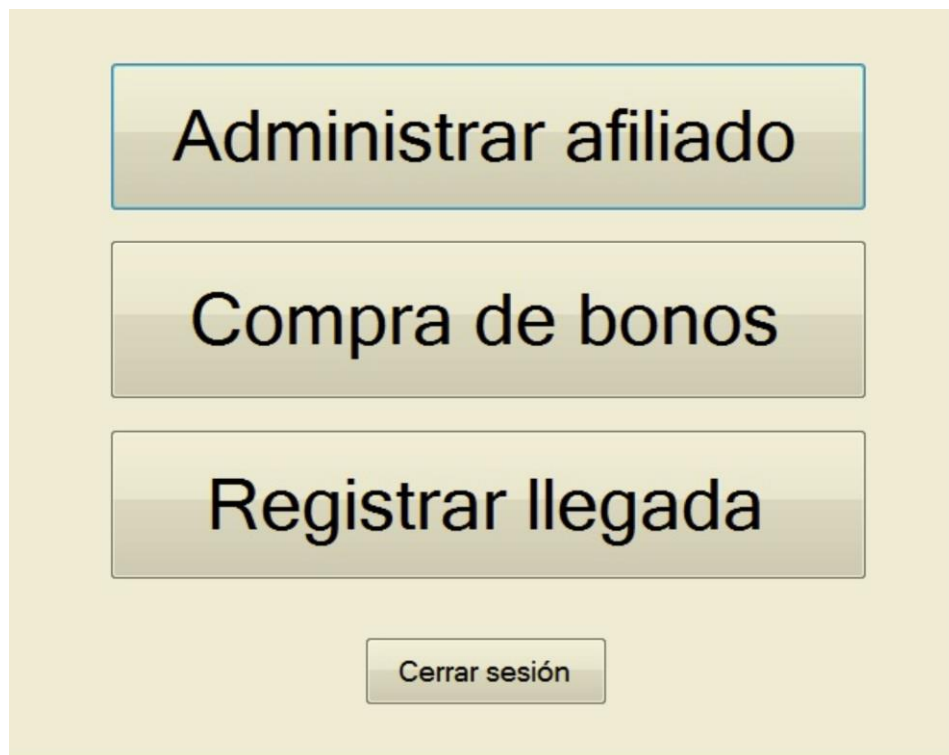 Administrar afiliado
Compra de bonos
Registrar llegada
Cerrar sesión